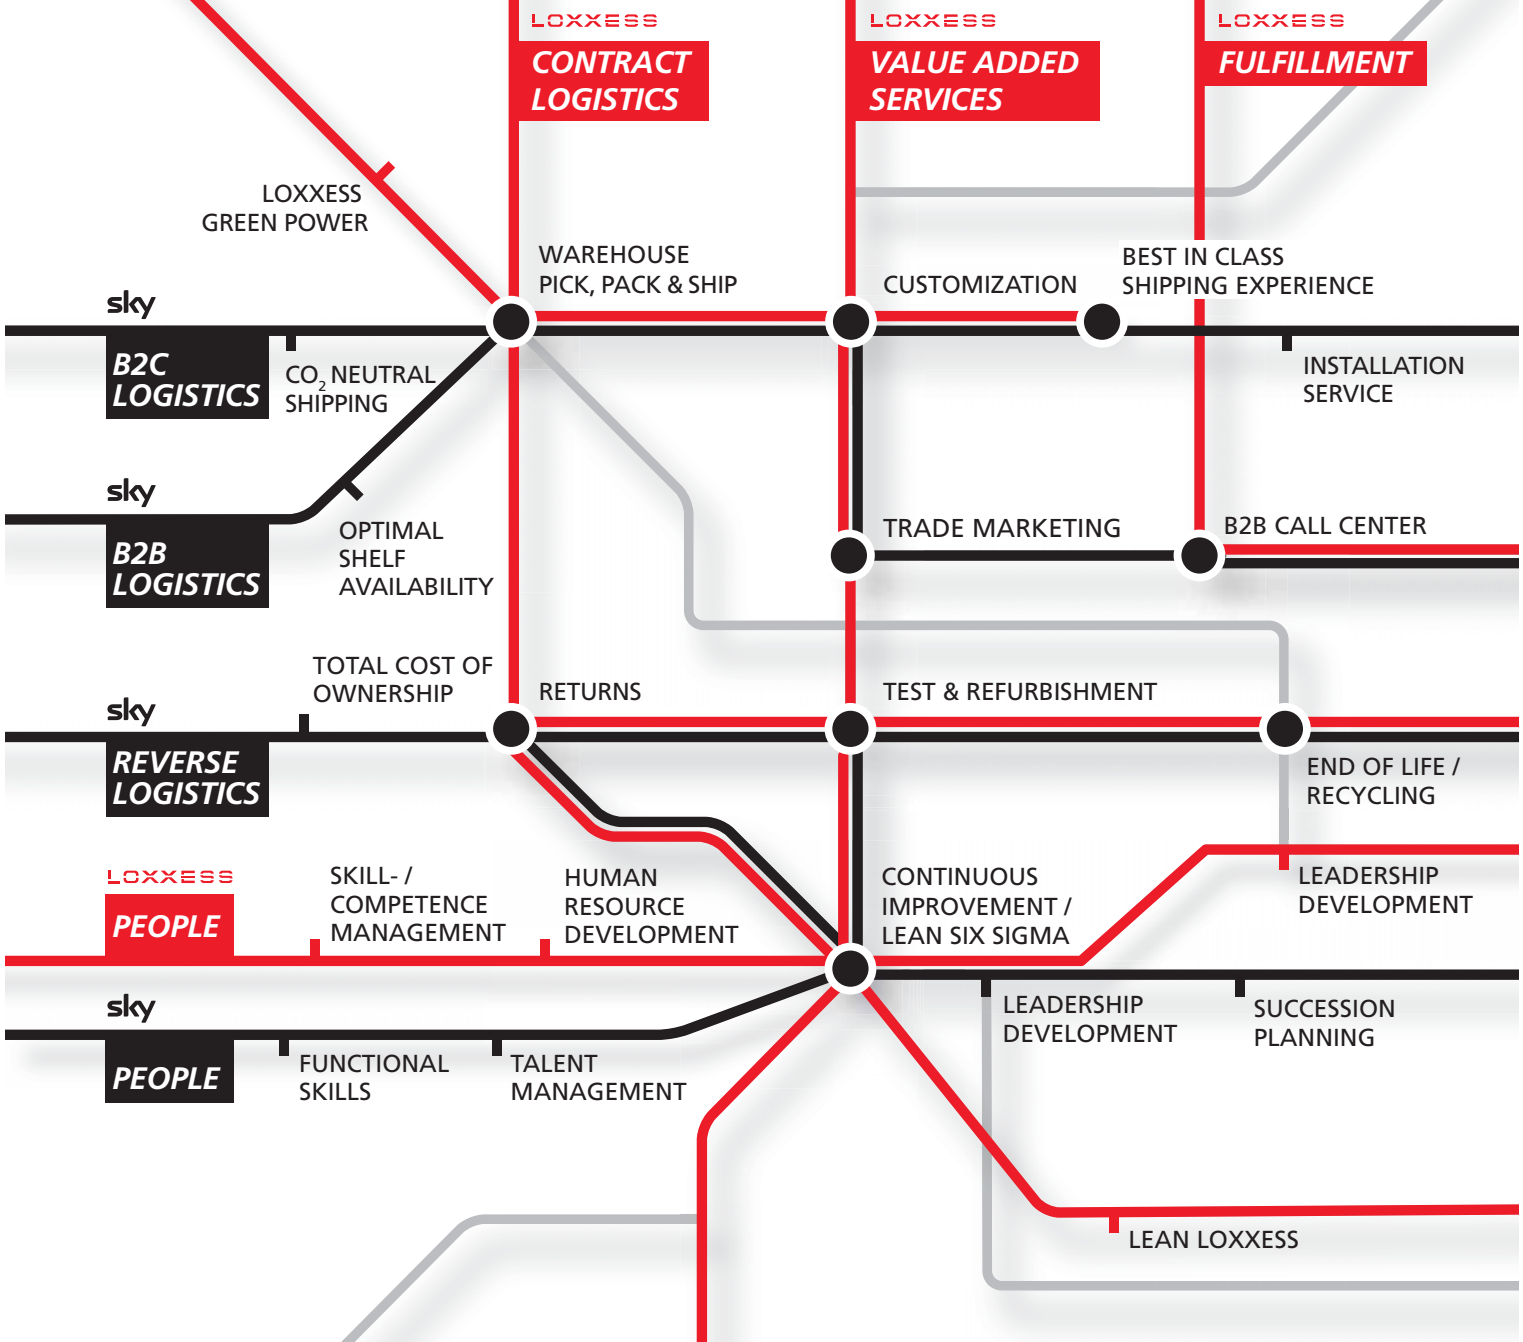 LOXXESS
CONTRACT
LOGISTICS
LOXXESS
VALUE ADDED
SERVICES
LOXXESS
FULFILLMENT
LOXXESS
GREEN POWER
WAREHOUSE
PICK, PACK & SHIP
CUSTOMIZATION
BEST IN CLASS
SHIPPING EXPERIENCE
sky
B2C
LOGISTICS
CO2 NEUTRAL
SHIPPING
INSTALLATION
SERVICE
sky
B2B
LOGISTICS
OPTIMAL
SHELF
AVAILABILITY
TRADE MARKETING
B2B CALL CENTER
TOTAL COST OF
OWNERSHIP
RETURNS
TEST & REFURBISHMENT
sky
REVERSE
LOGISTICS
END OF LIFE /
RECYCLING
LOXXESS
PEOPLE
SKILL- /
COMPETENCE
MANAGEMENT
HUMAN
RESOURCE
DEVELOPMENT
CONTINUOUS
IMPROVEMENT /
LEAN SIX SIGMA
LEADERSHIP
DEVELOPMENT
sky
PEOPLE
FUNCTIONAL
SKILLS
TALENT
MANAGEMENT
LEADERSHIP
DEVELOPMENT
SUCCESSION
PLANNING
LEAN LOXXESS